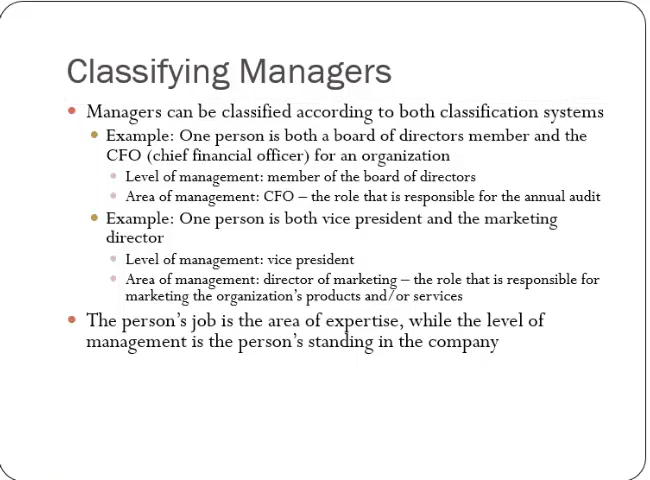 Classifying Managers
Managers can be classified according to both classification systems
Example: One person is both a board of directors member and the
CFO (chief financial officer) for an organization
Level of management: member of the board of directors
Area of management: CFO – the role that is responsible for the annual audit
Example: One person is both vice president and the marketing
director
Level of management: vice president
Area of management: director of marketing – the role that is responsible for
marketing the organization's products and/or services
The person's job is the area of expertise, while the level of
management is the person's standing in the company